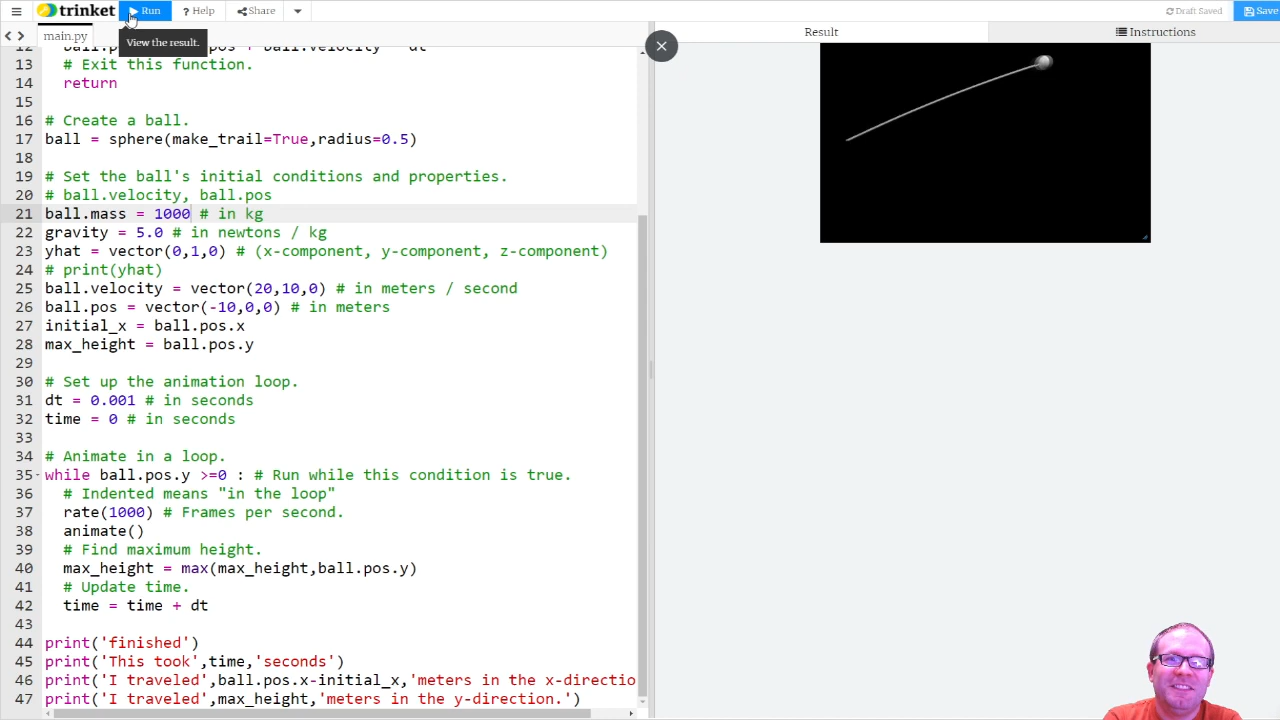 trinket Run Help Share Draft Saved Save
main.py View the result. Result Instructions
13 # Exit this function.
14 return
15
16 # Create a ball.
17 ball = sphere(make_trail=True,radius=0.5)
18
19 # Set the ball's initial conditions and properties.
20 # ball.velocity, ball.pos
21 ball.mass = 1000 # in kg
22 gravity = 5.0 # in newtons / kg
23 yhat = vector(0,1,0) # (x-component, y-component, z-component)
24 # print(yhat)
25 ball.velocity = vector(20,10,0) # in meters / second
26 ball.pos = vector(-10,0,0) # in meters
27 initial_x = ball.pos.x
28 max_height = ball.pos.y
29
30 # Set up the animation loop.
31 dt = 0.001 # in seconds
32 time = 0 # in seconds
33
34 # Animate in a loop.
35 while ball.pos.y >=0 : # Run while this condition is true.
36 # Indented means "in the loop"
37 rate(1000) # Frames per second.
38 animate()
39 # Find maximum height.
40 max_height = max(max_height,ball.pos.y)
41 # Update time.
42 time = time + dt
43
44 print('finished')
45 print('This took',time,'seconds')
46 print('I traveled',ball.pos.x-initial_x,'meters in the x-directio
47 print('I traveled',max_height,'meters in the y-direction.')